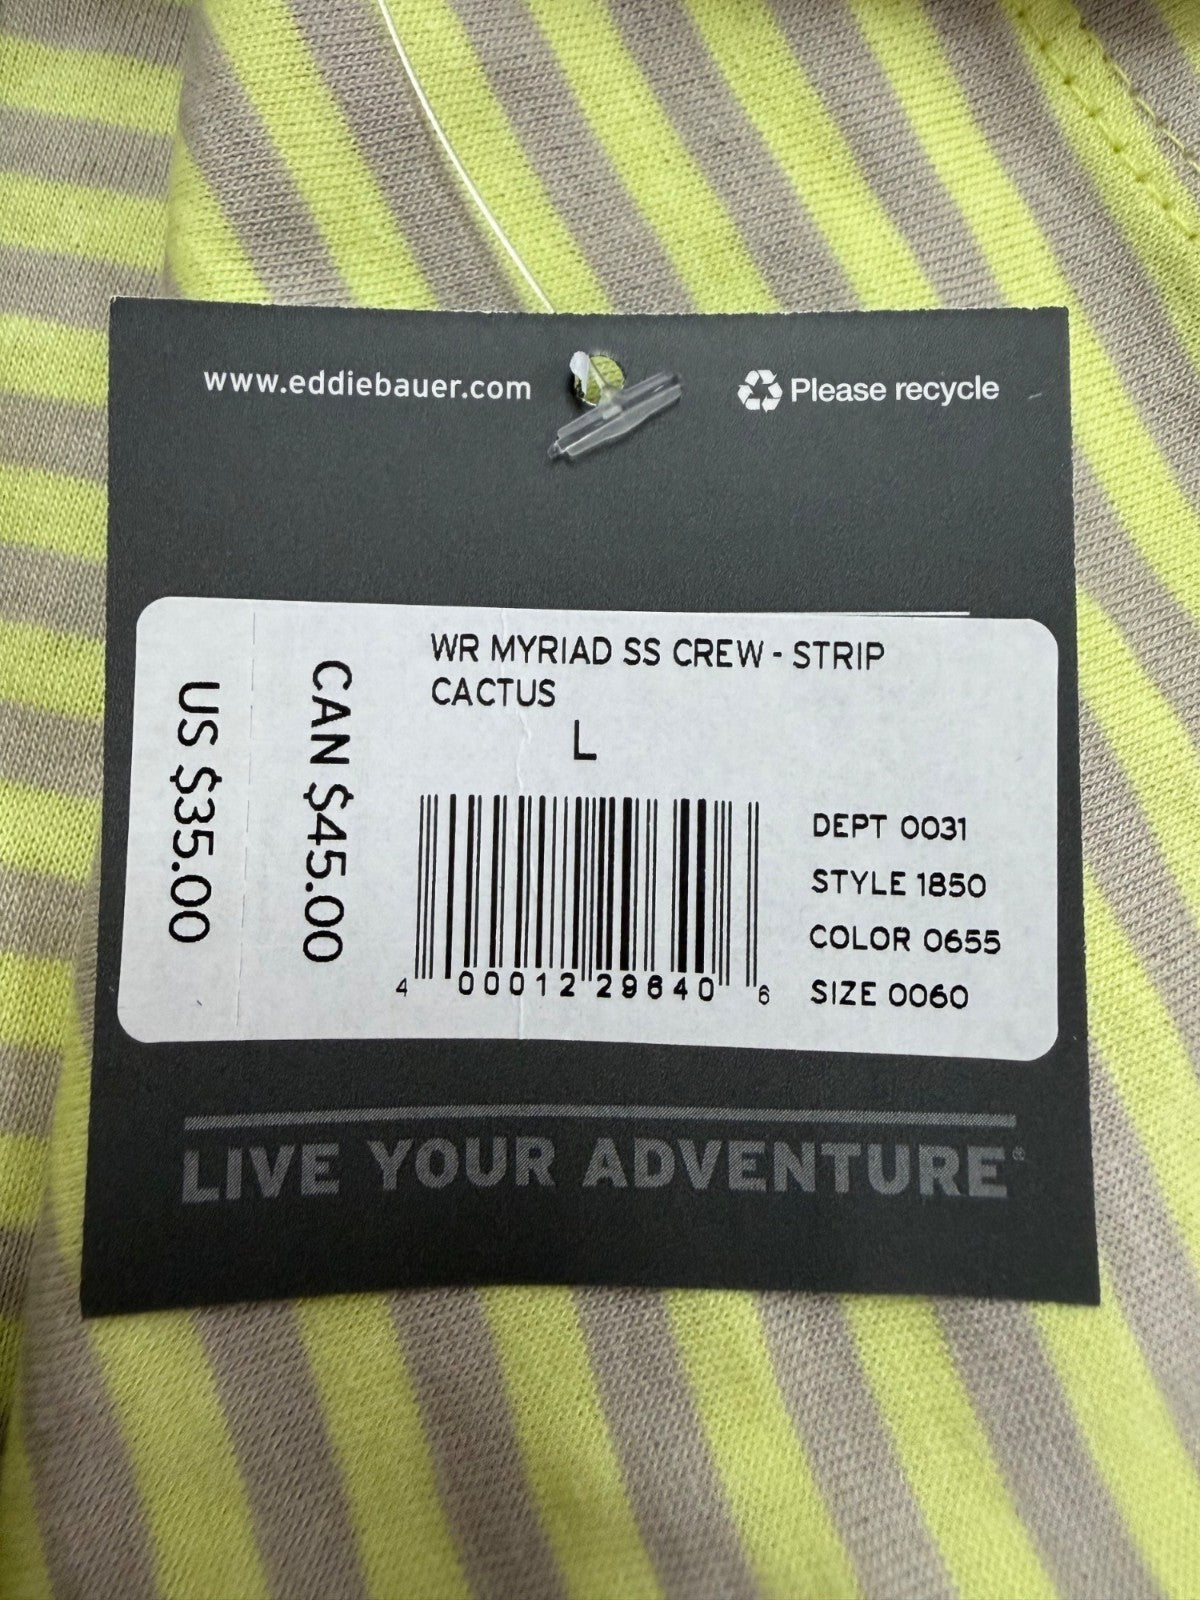 www.eddiebauer.com
Please recycle
WR MYRIAD SS CREW - STRIP
CACTUS
L
US $35.00
CAN $45.00
DEPT 0031
STYLE 1850
COLOR 0655
SIZE 0060
4 00012 29640 6
LIVE YOUR ADVENTURE®